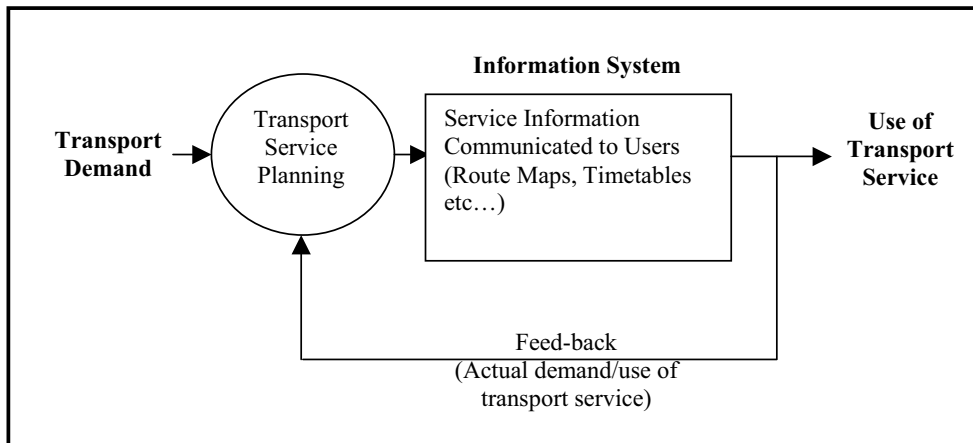 Information System
Transport
Demand
Transport
Service
Planning
Service Information
Communicated to Users
(Route Maps, Timetables
etc…)
Use of
Transport
Service
Feed-back
(Actual demand/use of
transport service)